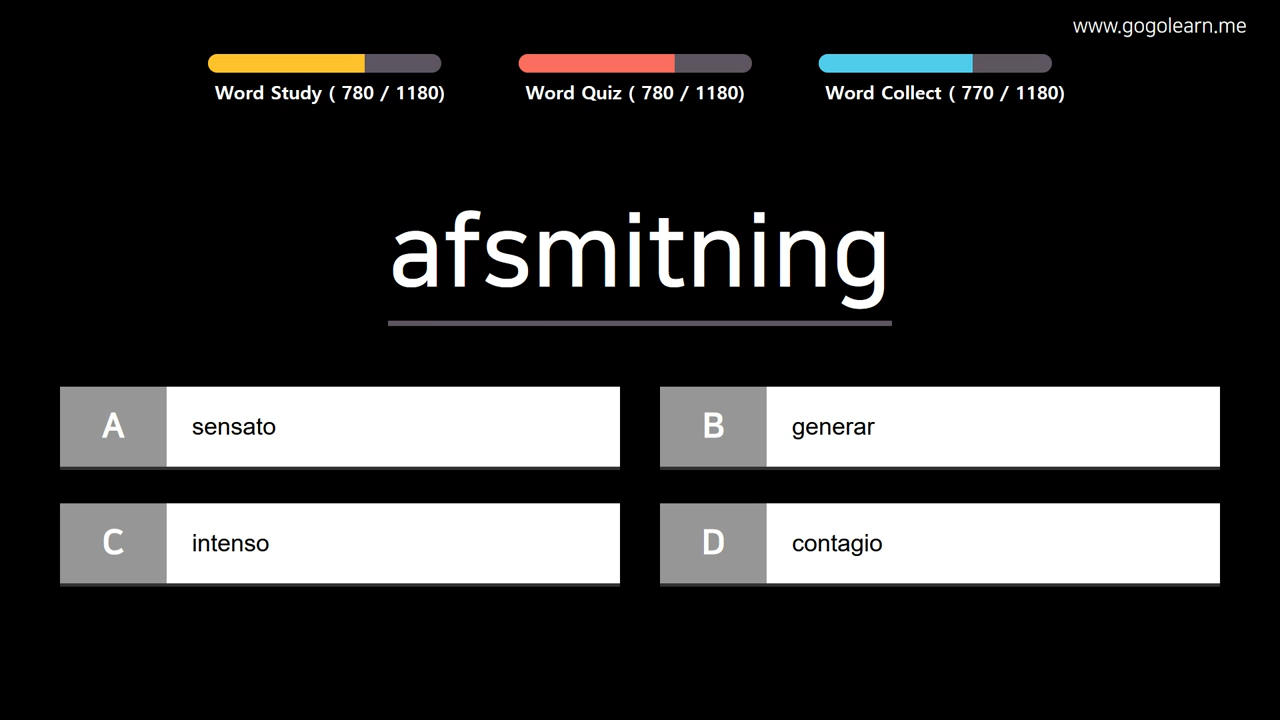 www.gogolearn.me
Word Study ( 780 / 1180)
Word Quiz ( 780 / 1180)
Word Collect ( 770 / 1180)
afsmitning
A
sensato
B
generar
C
intenso
D
contagio